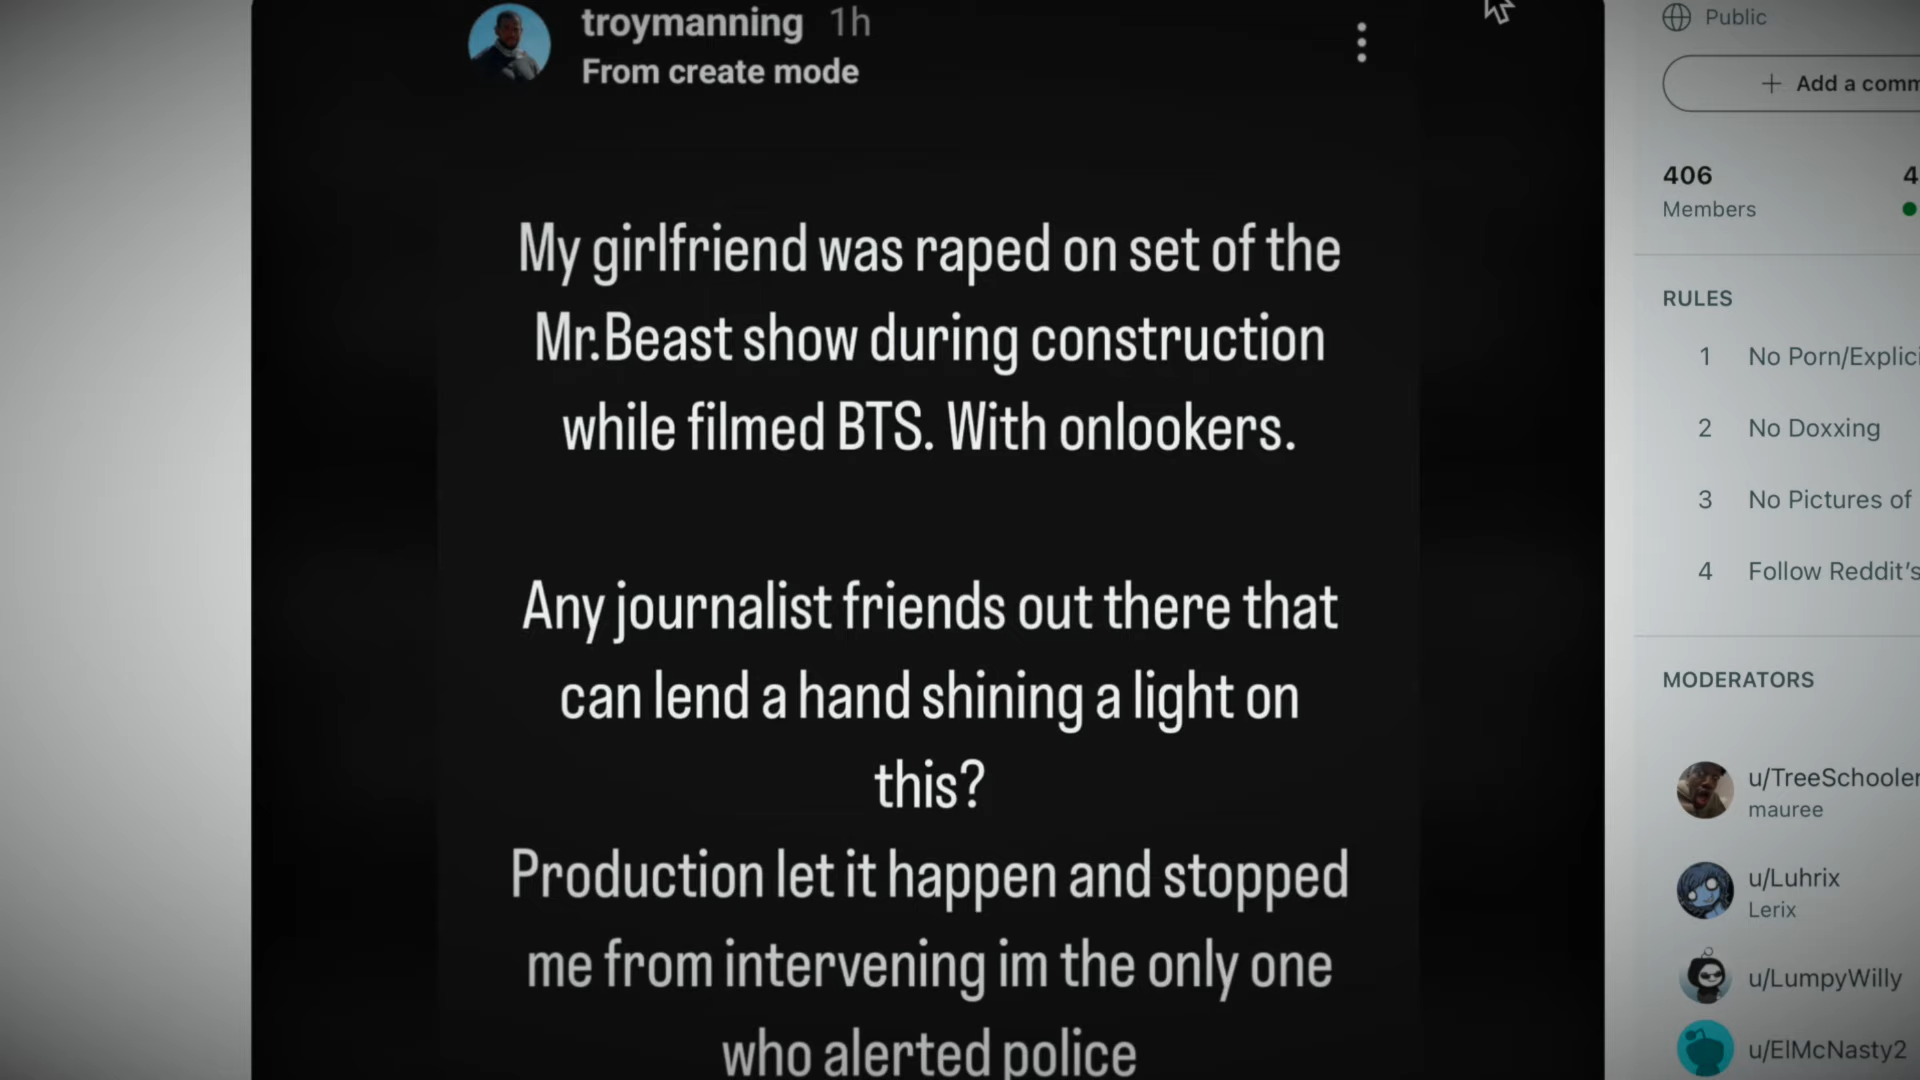 troymanning 1h
From create mode
My girlfriend was raped on set of the
Mr.Beast show during construction
while filmed BTS. With onlookers.
Any journalist friends out there that
can lend a hand shining a light on
this?
Production let it happen and stopped
me from intervening im the only one
who alerted police
Public
+ Add a comm
406 4
Members
RULES
1 No Porn/Explici
2 No Doxxing
3 No Pictures of
4 Follow Reddit's
MODERATORS
u/TreeSchooler
mauree
u/Luhrix
Lerix
u/LumpyWilly
u/ElMcNasty2